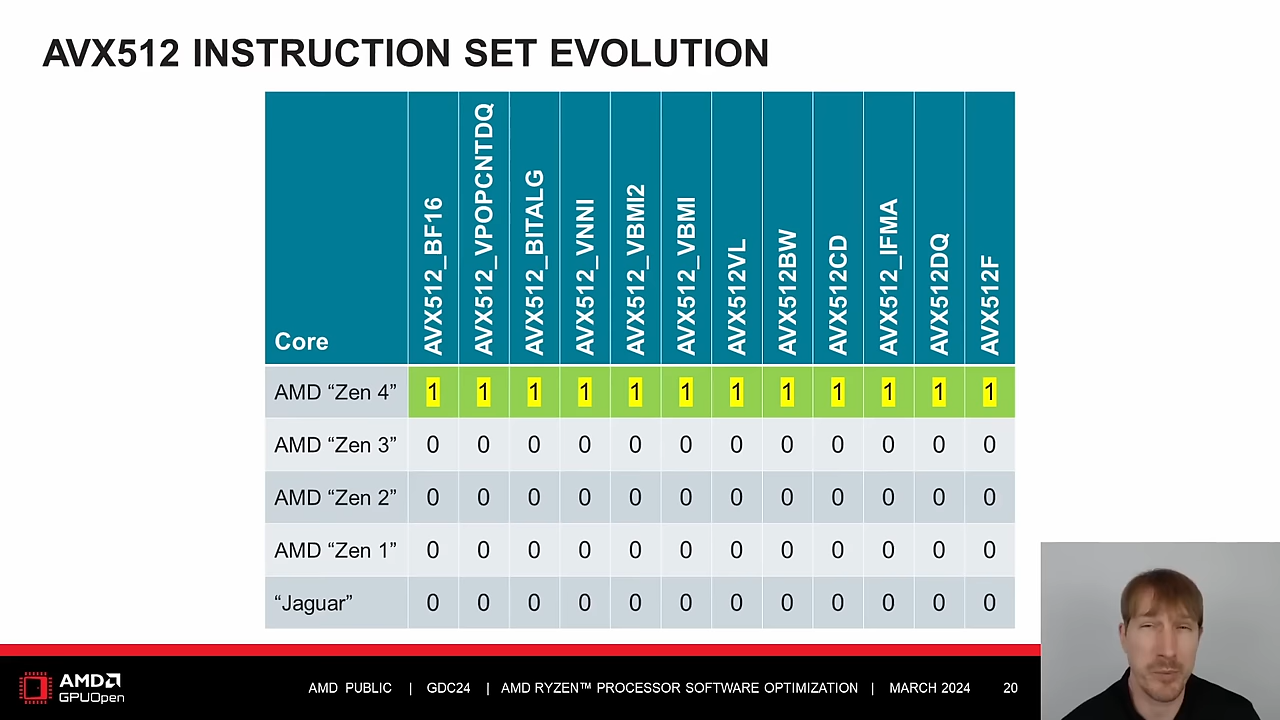 AVX512 INSTRUCTION SET EVOLUTION
Core AVX512_BF16 AVX512_VPOPCNTDQ AVX512_BITALG AVX512_VNNI AVX512_VBMI2 AVX512_VBMI AVX512VL AVX512BW AVX512CD AVX512_IFMA AVX512DQ AVX512F
AMD “Zen 4” 1 1 1 1 1 1 1 1 1 1 1 1
AMD “Zen 3” 0 0 0 0 0 0 0 0 0 0 0 0
AMD “Zen 2” 0 0 0 0 0 0 0 0 0 0 0 0
AMD “Zen 1” 0 0 0 0 0 0 0 0 0 0 0 0
“Jaguar” 0 0 0 0 0 0 0 0 0 0 0 0
AMD
GPUOpen
AMD PUBLIC | GDC24 | AMD RYZEN™ PROCESSOR SOFTWARE OPTIMIZATION | MARCH 2024 20